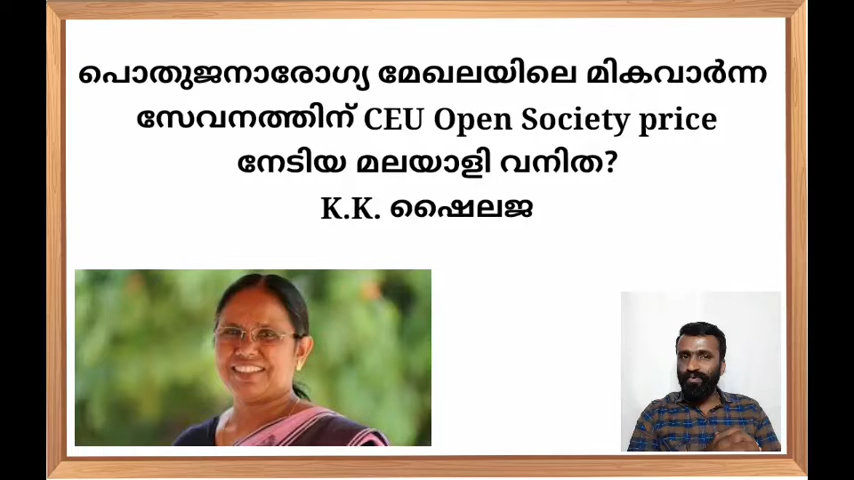 പൊതുജനാരോഗ്യ മേഖലയിലെ മികവാർന്ന
സേവനത്തിന് CEU Open Society price
നേടിയ മലയാളി വനിത?
K.K. ഷൈലജ